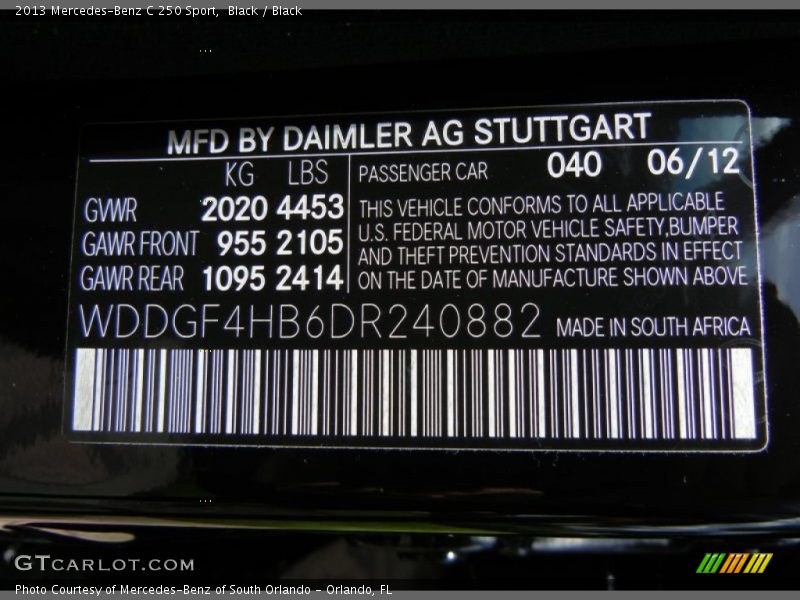 2013 Mercedes-Benz C 250 Sport,  Black / Black
MFD BY DAIMLER AG STUTTGART
KG LBS
GVWR 2020 4453
GAWR FRONT 955 2105
GAWR REAR 1095 2414
PASSENGER CAR 040 06/12
THIS VEHICLE CONFORMS TO ALL APPLICABLE
U.S. FEDERAL MOTOR VEHICLE SAFETY,BUMPER
AND THEFT PREVENTION STANDARDS IN EFFECT
ON THE DATE OF MANUFACTURE SHOWN ABOVE
WDDGF4HB6DR240882 MADE IN SOUTH AFRICA
GTCARLOT.COM
Photo Courtesy of Mercedes-Benz of South Orlando - Orlando, FL